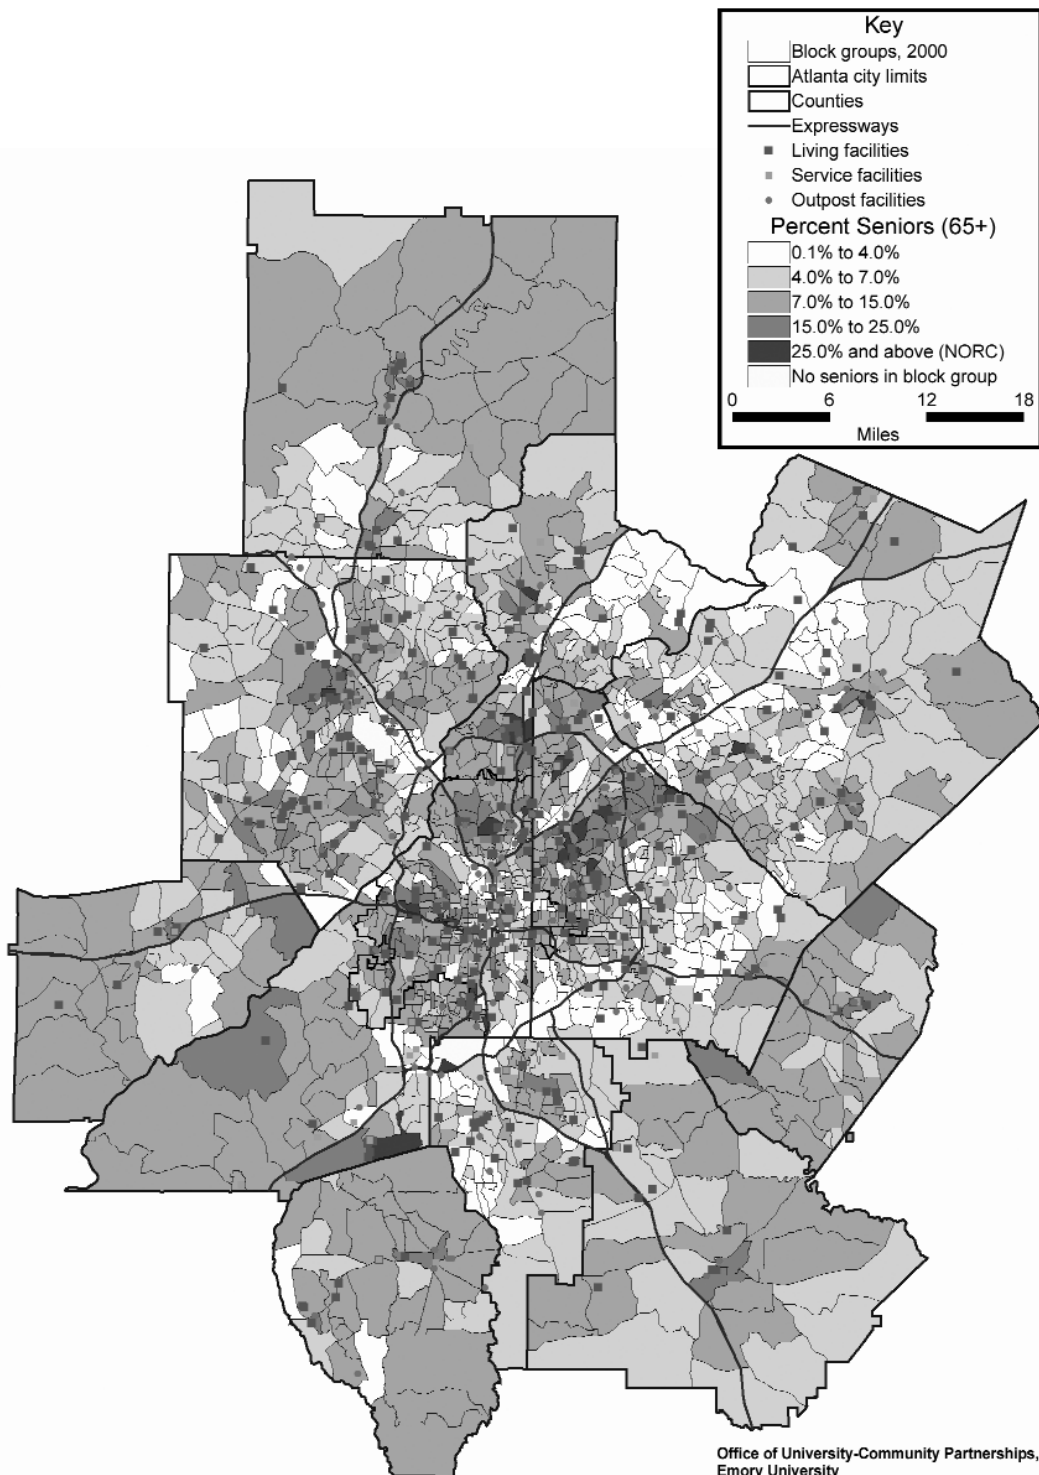 Key
Block groups, 2000
Atlanta city limits
Counties
Expressways
Living facilities
Service facilities
Outpost facilities
Percent Seniors (65+)
0.1% to 4.0%
4.0% to 7.0%
7.0% to 15.0%
15.0% to 25.0%
25.0% and above (NORC)
No seniors in block group
0 6 12 18
Miles
Office of University-Community Partnerships,
Emory University